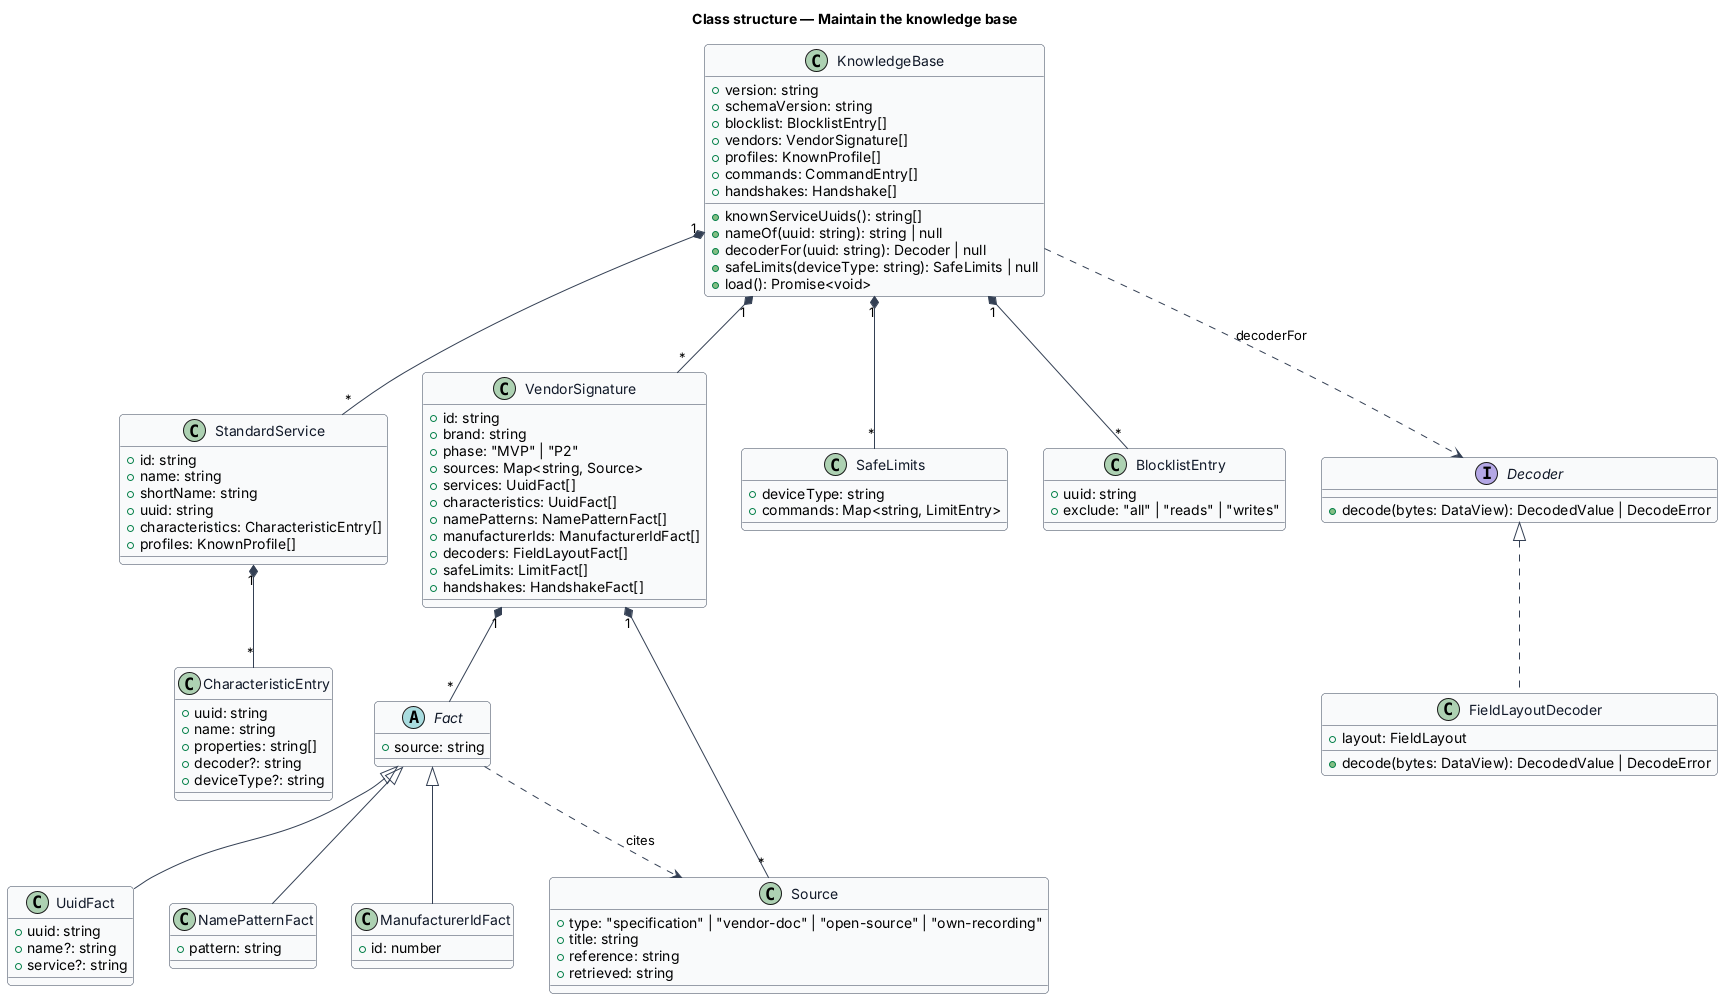 Class structure — Maintain the knowledge base
C KnowledgeBase
version: string
schemaVersion: string
blocklist: BlocklistEntry[]
vendors: VendorSignature[]
profiles: KnownProfile[]
commands: CommandEntry[]
handshakes: Handshake[]
knownServiceUuids(): string[]
nameOf(uuid: string): string | null
decoderFor(uuid: string): Decoder | null
safeLimits(deviceType: string): SafeLimits | null
load(): Promise<void>
1
1
1
1
decoderFor
*
*
*
*
C StandardService
id: string
name: string
shortName: string
uuid: string
characteristics: CharacteristicEntry[]
profiles: KnownProfile[]
C VendorSignature
id: string
brand: string
phase: "MVP" | "P2"
sources: Map<string, Source>
services: UuidFact[]
characteristics: UuidFact[]
namePatterns: NamePatternFact[]
manufacturerIds: ManufacturerIdFact[]
decoders: FieldLayoutFact[]
safeLimits: LimitFact[]
handshakes: HandshakeFact[]
C SafeLimits
deviceType: string
commands: Map<string, LimitEntry>
C BlocklistEntry
uuid: string
exclude: "all" | "reads" | "writes"
I Decoder
decode(bytes: DataView): DecodedValue | DecodeError
1
*
1
*
1
*
C CharacteristicEntry
uuid: string
name: string
properties: string[]
decoder?: string
deviceType?: string
A Fact
source: string
C FieldLayoutDecoder
layout: FieldLayout
decode(bytes: DataView): DecodedValue | DecodeError
cites
C UuidFact
uuid: string
name?: string
service?: string
C NamePatternFact
pattern: string
C ManufacturerIdFact
id: number
C Source
type: "specification" | "vendor-doc" | "open-source" | "own-recording"
title: string
reference: string
retrieved: string